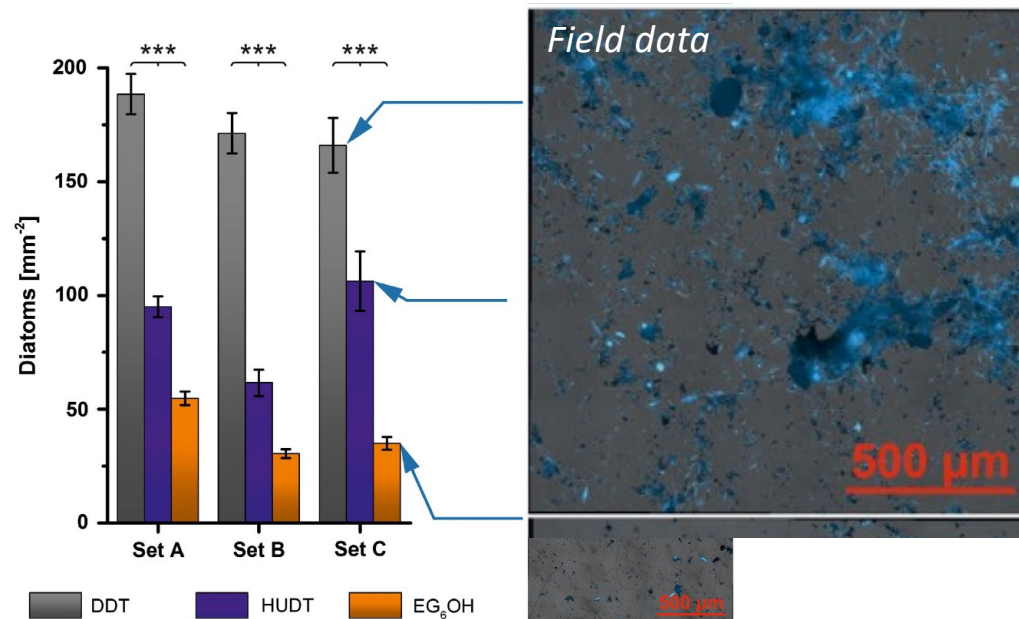 *** *** ***
200
150
100
50
0
Diatoms [mm⁻²]
Set A Set B Set C
DDT HUDT EG₆OH
Field data
500 µm
500 µm